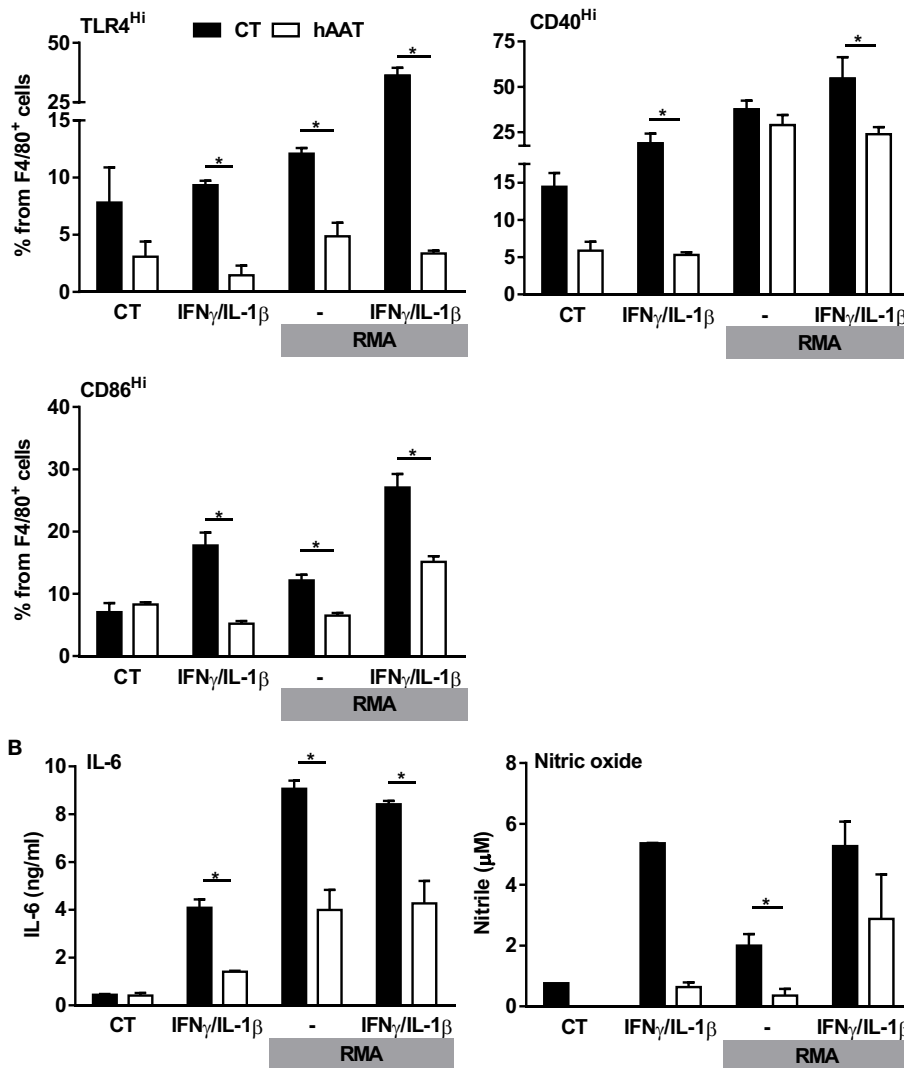 TLR4Hi
CT hAAT
% from F4/80+ cells
50
25
15
10
5
0
*
*
*
CT IFNγ/IL-1β - IFNγ/IL-1β
RMA
CD40Hi
75
50
25
15
10
5
0
*
*
CT IFNγ/IL-1β - IFNγ/IL-1β
RMA
CD86Hi
% from F4/80+ cells
40
30
20
10
0
*
*
*
CT IFNγ/IL-1β - IFNγ/IL-1β
RMA
B
IL-6
IL-6 (ng/ml)
10
8
6
4
2
0
*
*
*
CT IFNγ/IL-1β - IFNγ/IL-1β
RMA
Nitric oxide
Nitrile (μM)
8
6
4
2
0
*
CT IFNγ/IL-1β - IFNγ/IL-1β
RMA